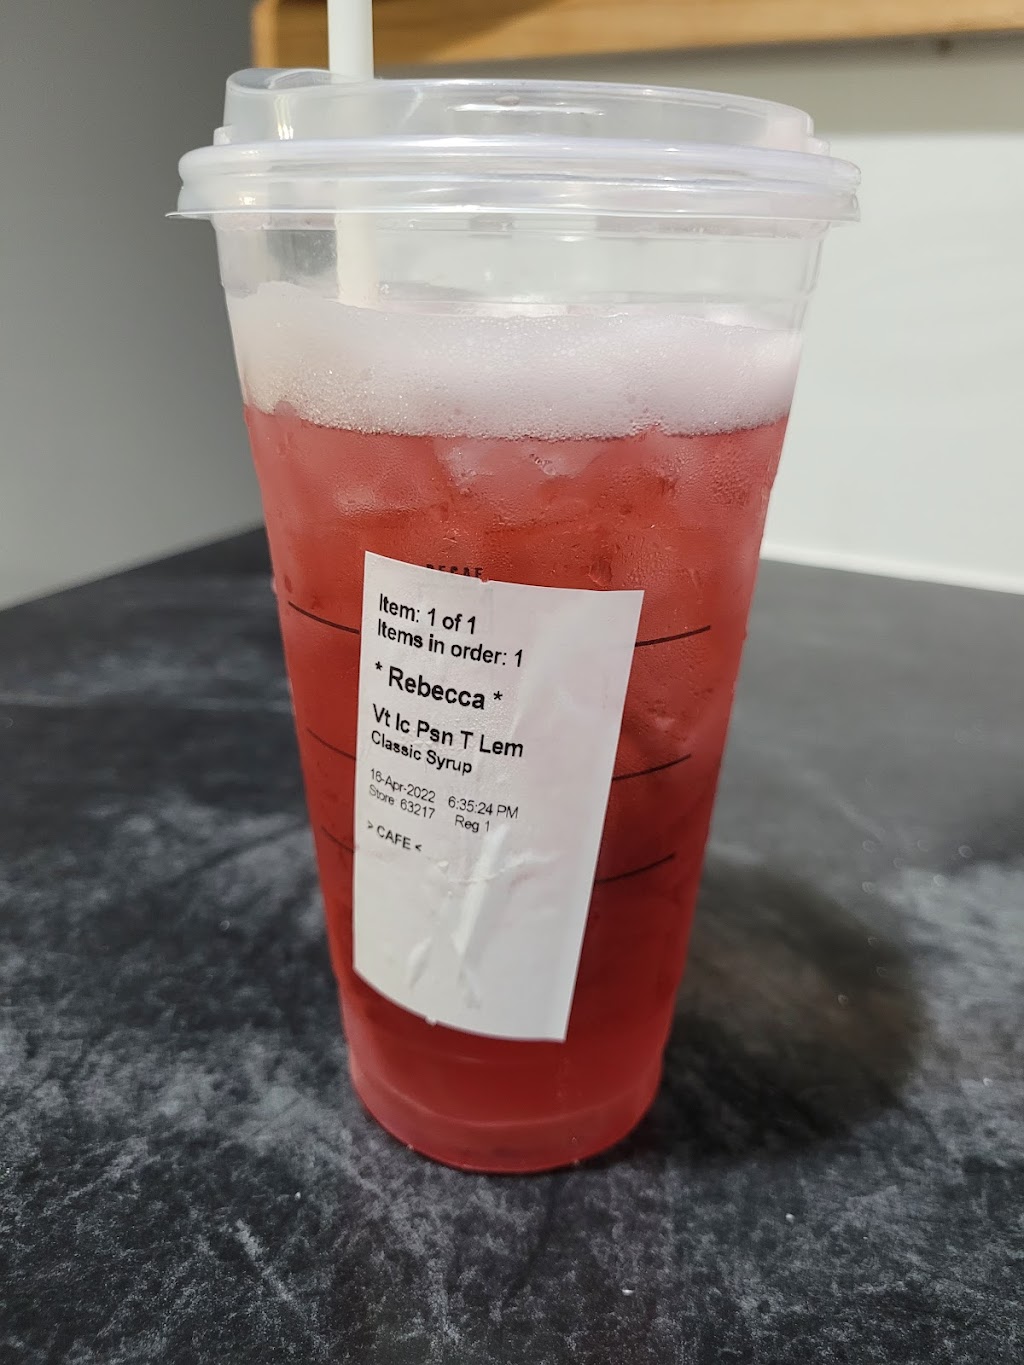 DECAF
Item: 1 of 1
Items in order: 1
* Rebecca *
Vt Ic Psn T Lem
Classic Syrup
16-Apr-2022 6:35:24 PM
Store 63217 Reg 1
> CAFE <